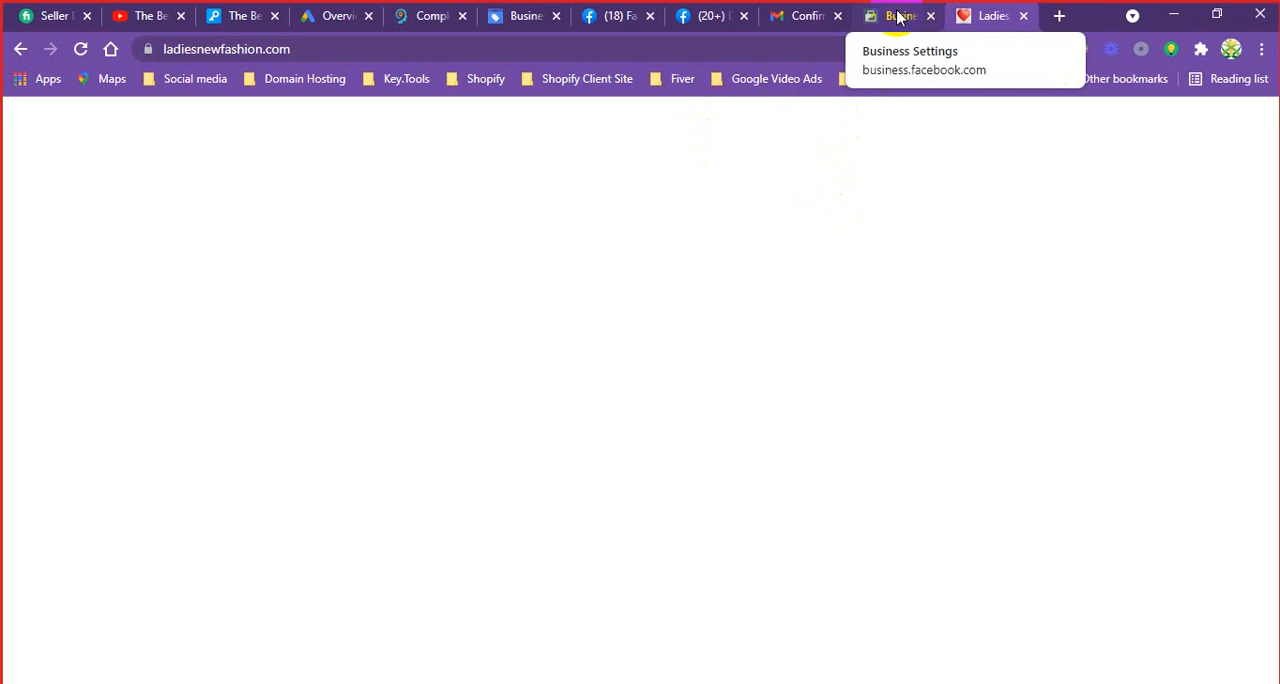 Seller
The Be
The Be
Overvi
Compl
Busine
(18) Fa
(20+)
Confirm
Busine
Ladies
ladiesnewfashion.com
Business Settings
business.facebook.com
Apps
Maps
Social media
Domain Hosting
Key.Tools
Shopify
Shopify Client Site
Fiver
Google Video Ads
Other bookmarks
Reading list